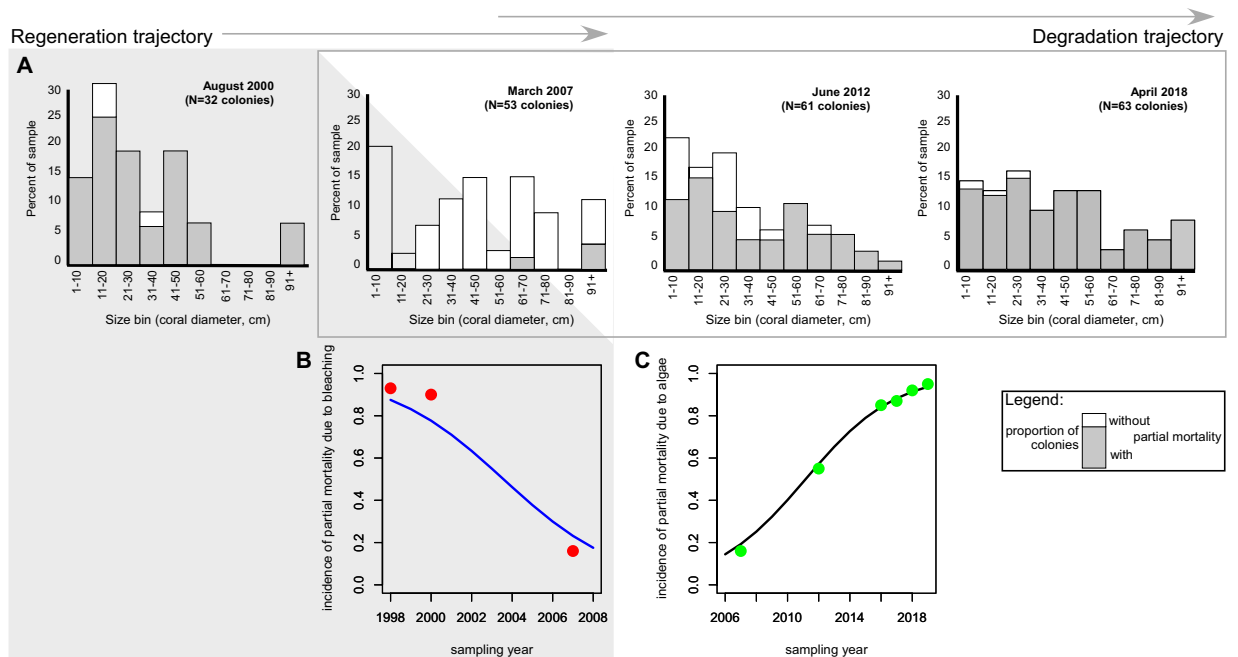 Regeneration trajectory
Degradation trajectory
A
August 2000
(N=32 colonies)
Percent of sample
30
25
20
15
10
5
0
1-10
11-20
21-30
31-40
41-50
51-60
61-70
71-80
81-90
91+
Size bin (coral diameter, cm)
March 2007
(N=53 colonies)
Percent of sample
30
25
20
15
10
5
0
1-10
11-20
21-30
31-40
41-50
51-60
61-70
71-80
81-90
91+
Size bin (coral diameter, cm)
June 2012
(N=61 colonies)
Percent of sample
30
25
20
15
10
5
0
1-10
11-20
21-30
31-40
41-50
51-60
61-70
71-80
81-90
91+
Size bin (coral diameter, cm)
April 2018
(N=63 colonies)
Percent of sample
30
25
20
15
10
5
0
1-10
11-20
21-30
31-40
41-50
51-60
61-70
71-80
81-90
91+
Size bin (coral diameter, cm)
B
incidence of partial mortality due to bleaching
1.0
0.8
0.6
0.4
0.2
0.0
1998 2000 2002 2004 2006 2008
sampling year
C
incidence of partial mortality due to algae
1.0
0.8
0.6
0.4
0.2
0.0
2006 2010 2014 2018
sampling year
Legend:
proportion of
colonies
without
partial mortality
with